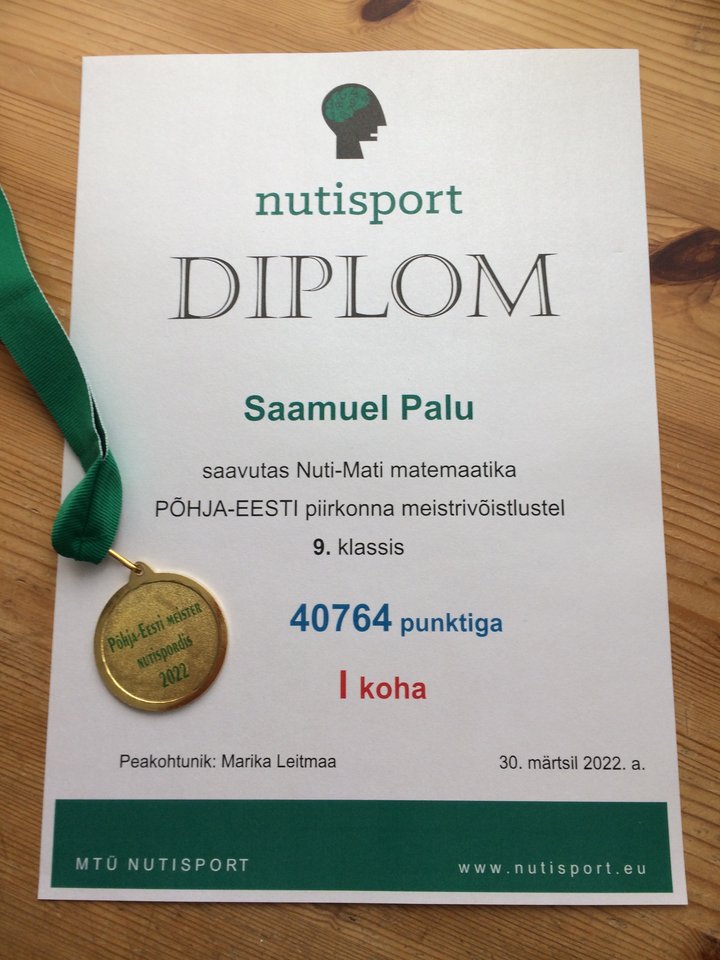 nutisport
DIPLOM
Saamuel Palu
saavutas Nuti-Mati matemaatika
PÕHJA-EESTI piirkonna meistrivõistlustel
9. klassis
40764 punktiga
I koha
Põhja-Eesti meister
nutispordis
2022
Peakohtunik: Marika Leitmaa
30. märtsil 2022. a.
MTÜ NUTISPORT
www.nutisport.eu